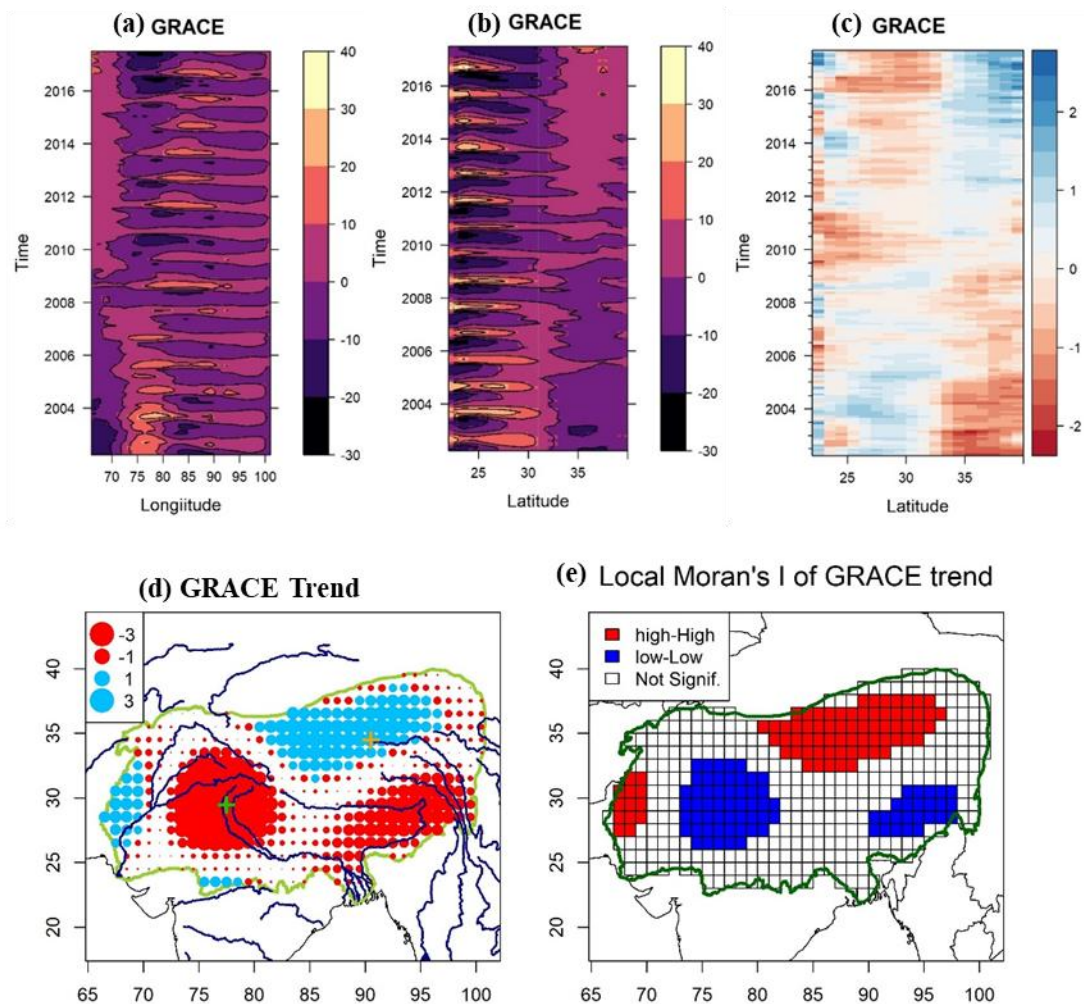 (a) GRACE
(b) GRACE
(c) GRACE
Time
2016
2014
2012
2010
2008
2006
2004
70 75 80 85 90 95 100
Longiitude
40
30
20
10
0
-10
-20
-30
Time
2016
2014
2012
2010
2008
2006
2004
25 30 35
Latitude
40
30
20
10
0
-10
-20
-30
Time
2016
2014
2012
2010
2008
2006
2004
25 30 35
Latitude
2
1
0
-1
-2
(d) GRACE Trend
-3
-1
1
3
40
35
30
25
20
65 70 75 80 85 90 95 100
(e) Local Moran's I of GRACE trend
high-High
low-Low
Not Signif.
40
35
30
25
20
65 70 75 80 85 90 95 100